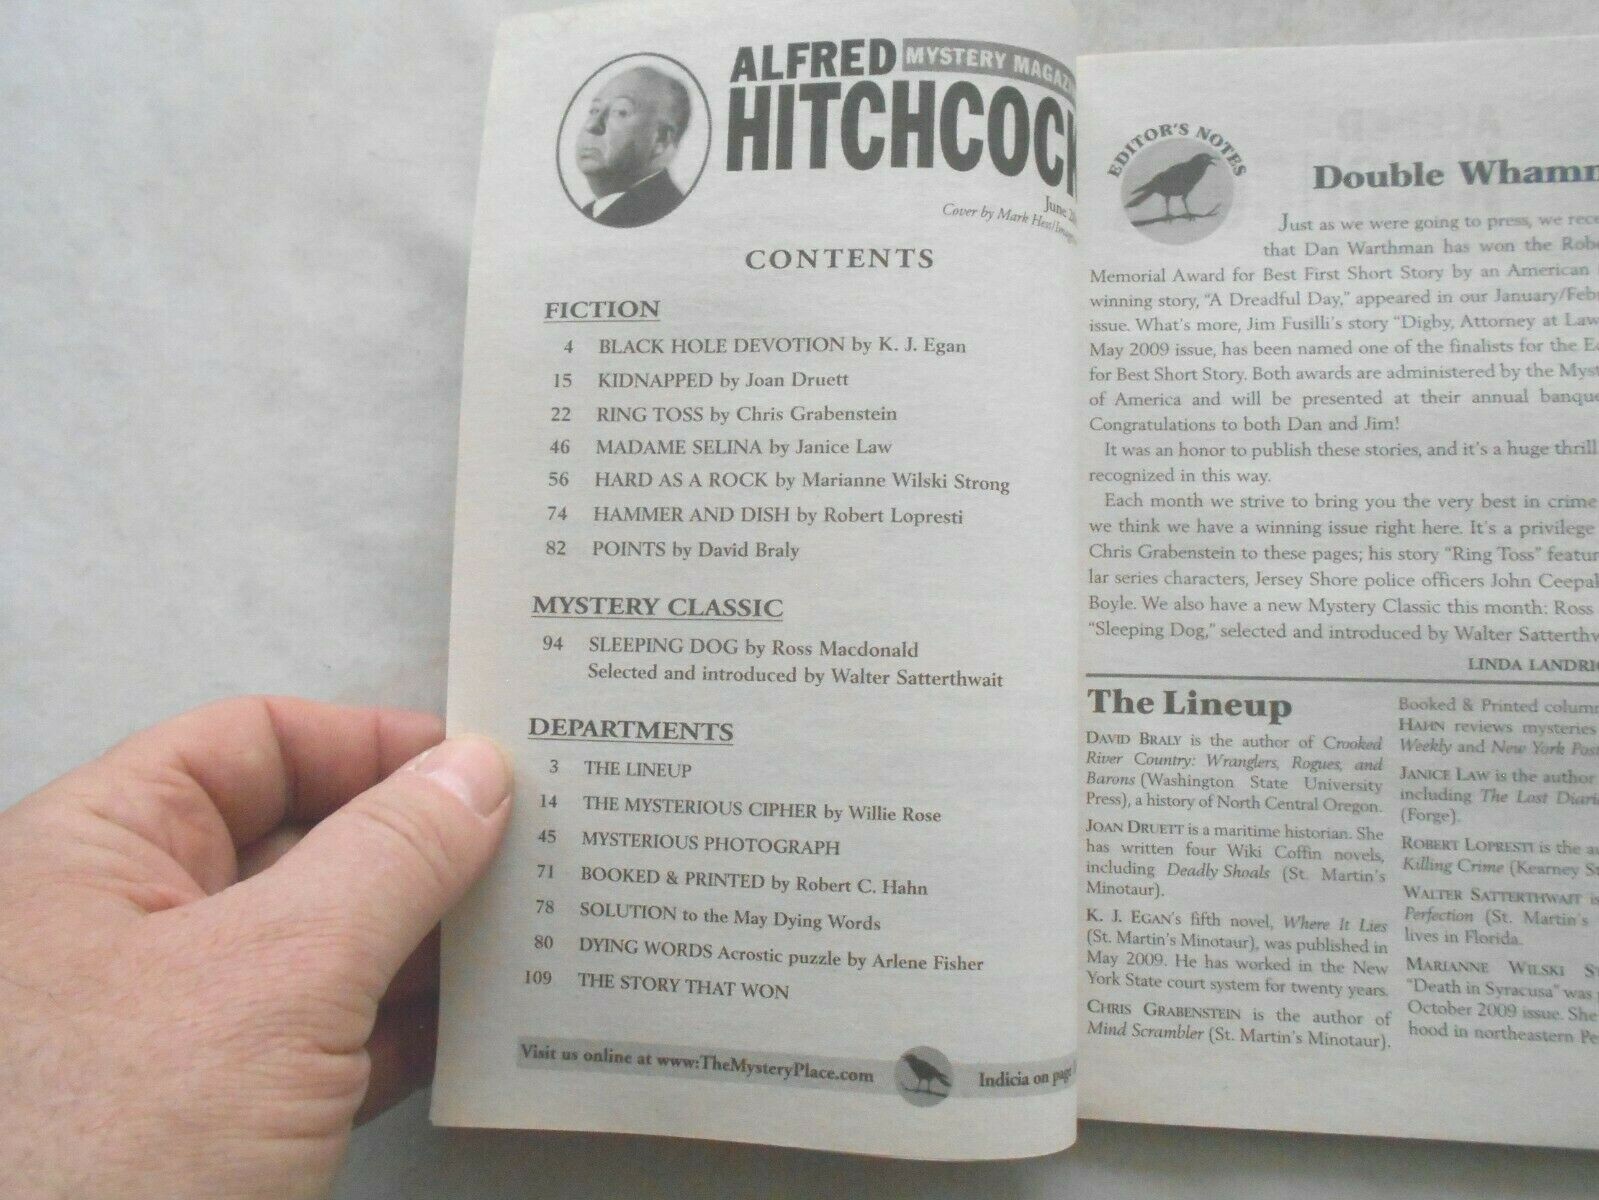 ALFRED
MYSTERY
HITCHCOCK
June
Cover by Mark
CONTENTS
FICTION
4 BLACK HOLE DEVOTION by K. J. Egan
15 KIDNAPPED by Joan Druett
22 RING TOSS by Chris Grabenstein
46 MADAME SELINA by Janice Law
56 HARD AS A ROCK by Marianne Wilski Strong
74 HAMMER AND DISH by Robert Lopresti
82 POINTS by David Braly
MYSTERY CLASSIC
94 SLEEPING DOG by Ross Macdonald
Selected and introduced by Walter Satterthwait
DEPARTMENTS
3 THE LINEUP
14 THE MYSTERIOUS CIPHER by Willie Rose
45 MYSTERIOUS PHOTOGRAPH
71 BOOKED & PRINTED by Robert C. Hahn
78 SOLUTION to the May Dying Words
80 DYING WORDS Acrostic puzzle by Arlene Fisher
109 THE STORY THAT WON
Visit us online at www.TheMysteryPlace.com
Indicia on page
EDITOR'S NOTES
Double
Just as we were going to press, we
that Dan Warthman has won the
Memorial Award for Best First Short Story by an American
winning story, "A Dreadful Day," appeared in our
issue. What's more, Jim Fusilli's story "Digby, Attorney at Law
May 2009 issue, has been named one of the finalists for the
for Best Short Story. Both awards are administered by the
of America and will be presented at their annual
Congratulations to both Dan and Jim!
It was an honor to publish these stories, and it's a huge thrill
recognized in this way.
Each month we strive to bring you the very best in crime
we think we have a winning issue right here. It's a privilege
Chris Grabenstein to these pages; his story "Ring Toss"
lar series characters, Jersey Shore police officers John
Boyle. We also have a new Mystery Classic this month: Ross
"Sleeping Dog," selected and introduced by Walter
LINDA
The Lineup
DAVID BRALY is the author of Crooked
River Country: Wranglers, Rogues, and
Barons (Washington State University
Press), a history of North Central Oregon.
JOAN DRUETT is a maritime historian. She
has written four Wiki Coffin novels,
including Deadly Shoals (St. Martin's
Minotaur).
K. J. EGAN's fifth novel, Where It Lies
(St. Martin's Minotaur), was published in
May 2009. He has worked in the New
York State court system for twenty years.
CHRIS GRABENSTEIN is the author of
Mind Scrambler (St. Martin's Minotaur).
Booked & Printed
HAHN reviews mysteries
Weekly and New York Post
JANICE LAW is the author
including The Lost
(Forge).
ROBERT LOPRESTI is the
Killing Crime (Kearney
WALTER SATTERTHWAIT
Perfection (St. Martin's
lives in Florida.
MARIANNE WILSKI
"Death in Syracusa" was
October 2009 issue. She
hood in northeastern